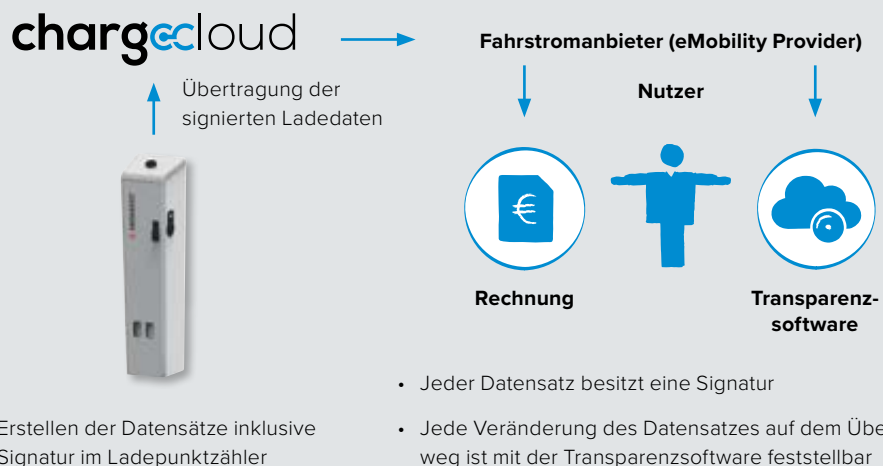 chargecloud
Fahrstromanbieter (eMobility Provider)
Übertragung der
signierten Ladedaten
Nutzer
€
Rechnung
Transparenz-
software
Erstellen der Datensätze inklusive
Signatur im Ladepunktzähler
• Jeder Datensatz besitzt eine Signatur
• Jede Veränderung des Datensatzes auf dem Übe
weg ist mit der Transparenzsoftware feststellbar